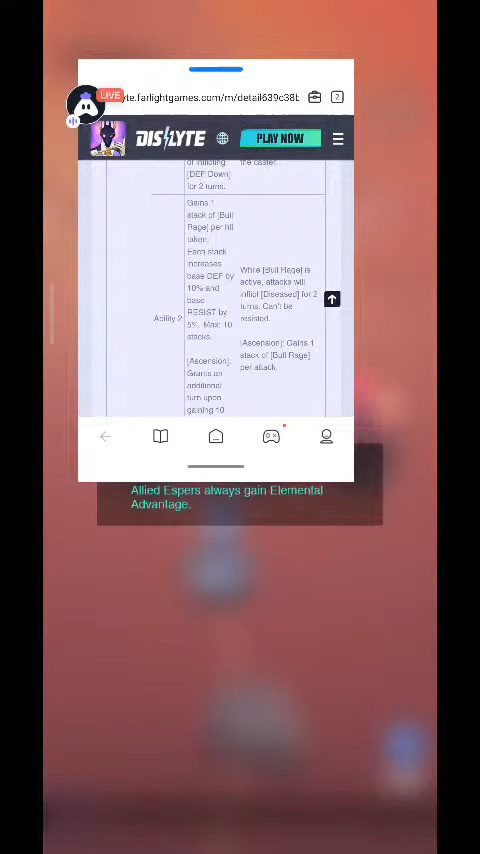 LIVE
yte.farlightgames.com/m/detail639c38b
2
DISLYTE
PLAY NOW
of inflicting
[DEF Down]
for 2 turns.
the caster.
Ability 2
Gains 1
stack of [Bull
Rage] per hit
taken.
Each stack
increases
base DEF by
10% and
base
RESIST by
5%. Max: 10
stacks.
[Ascension]:
Grants an
additional
turn upon
gaining 10
While [Bull Rage] is
active, attacks will
inflict [Diseased] for 2
turns. Can't be
resisted.
[Ascension]: Gains 1
stack of [Bull Rage]
per attack.
Allied Espers always gain Elemental
Advantage.